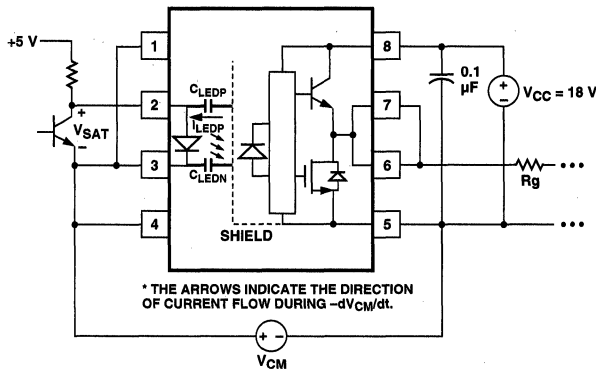 +5 V
1
8
CLEDP
0.1
µF
VCC = 18 V
2
7
+
VSAT
–
ILEDP
+
–
3
6
CLEDN
Rg
•••
4
5
SHIELD
•••
* THE ARROWS INDICATE THE DIRECTION
OF CURRENT FLOW DURING –dVCM/dt.
+ –
VCM